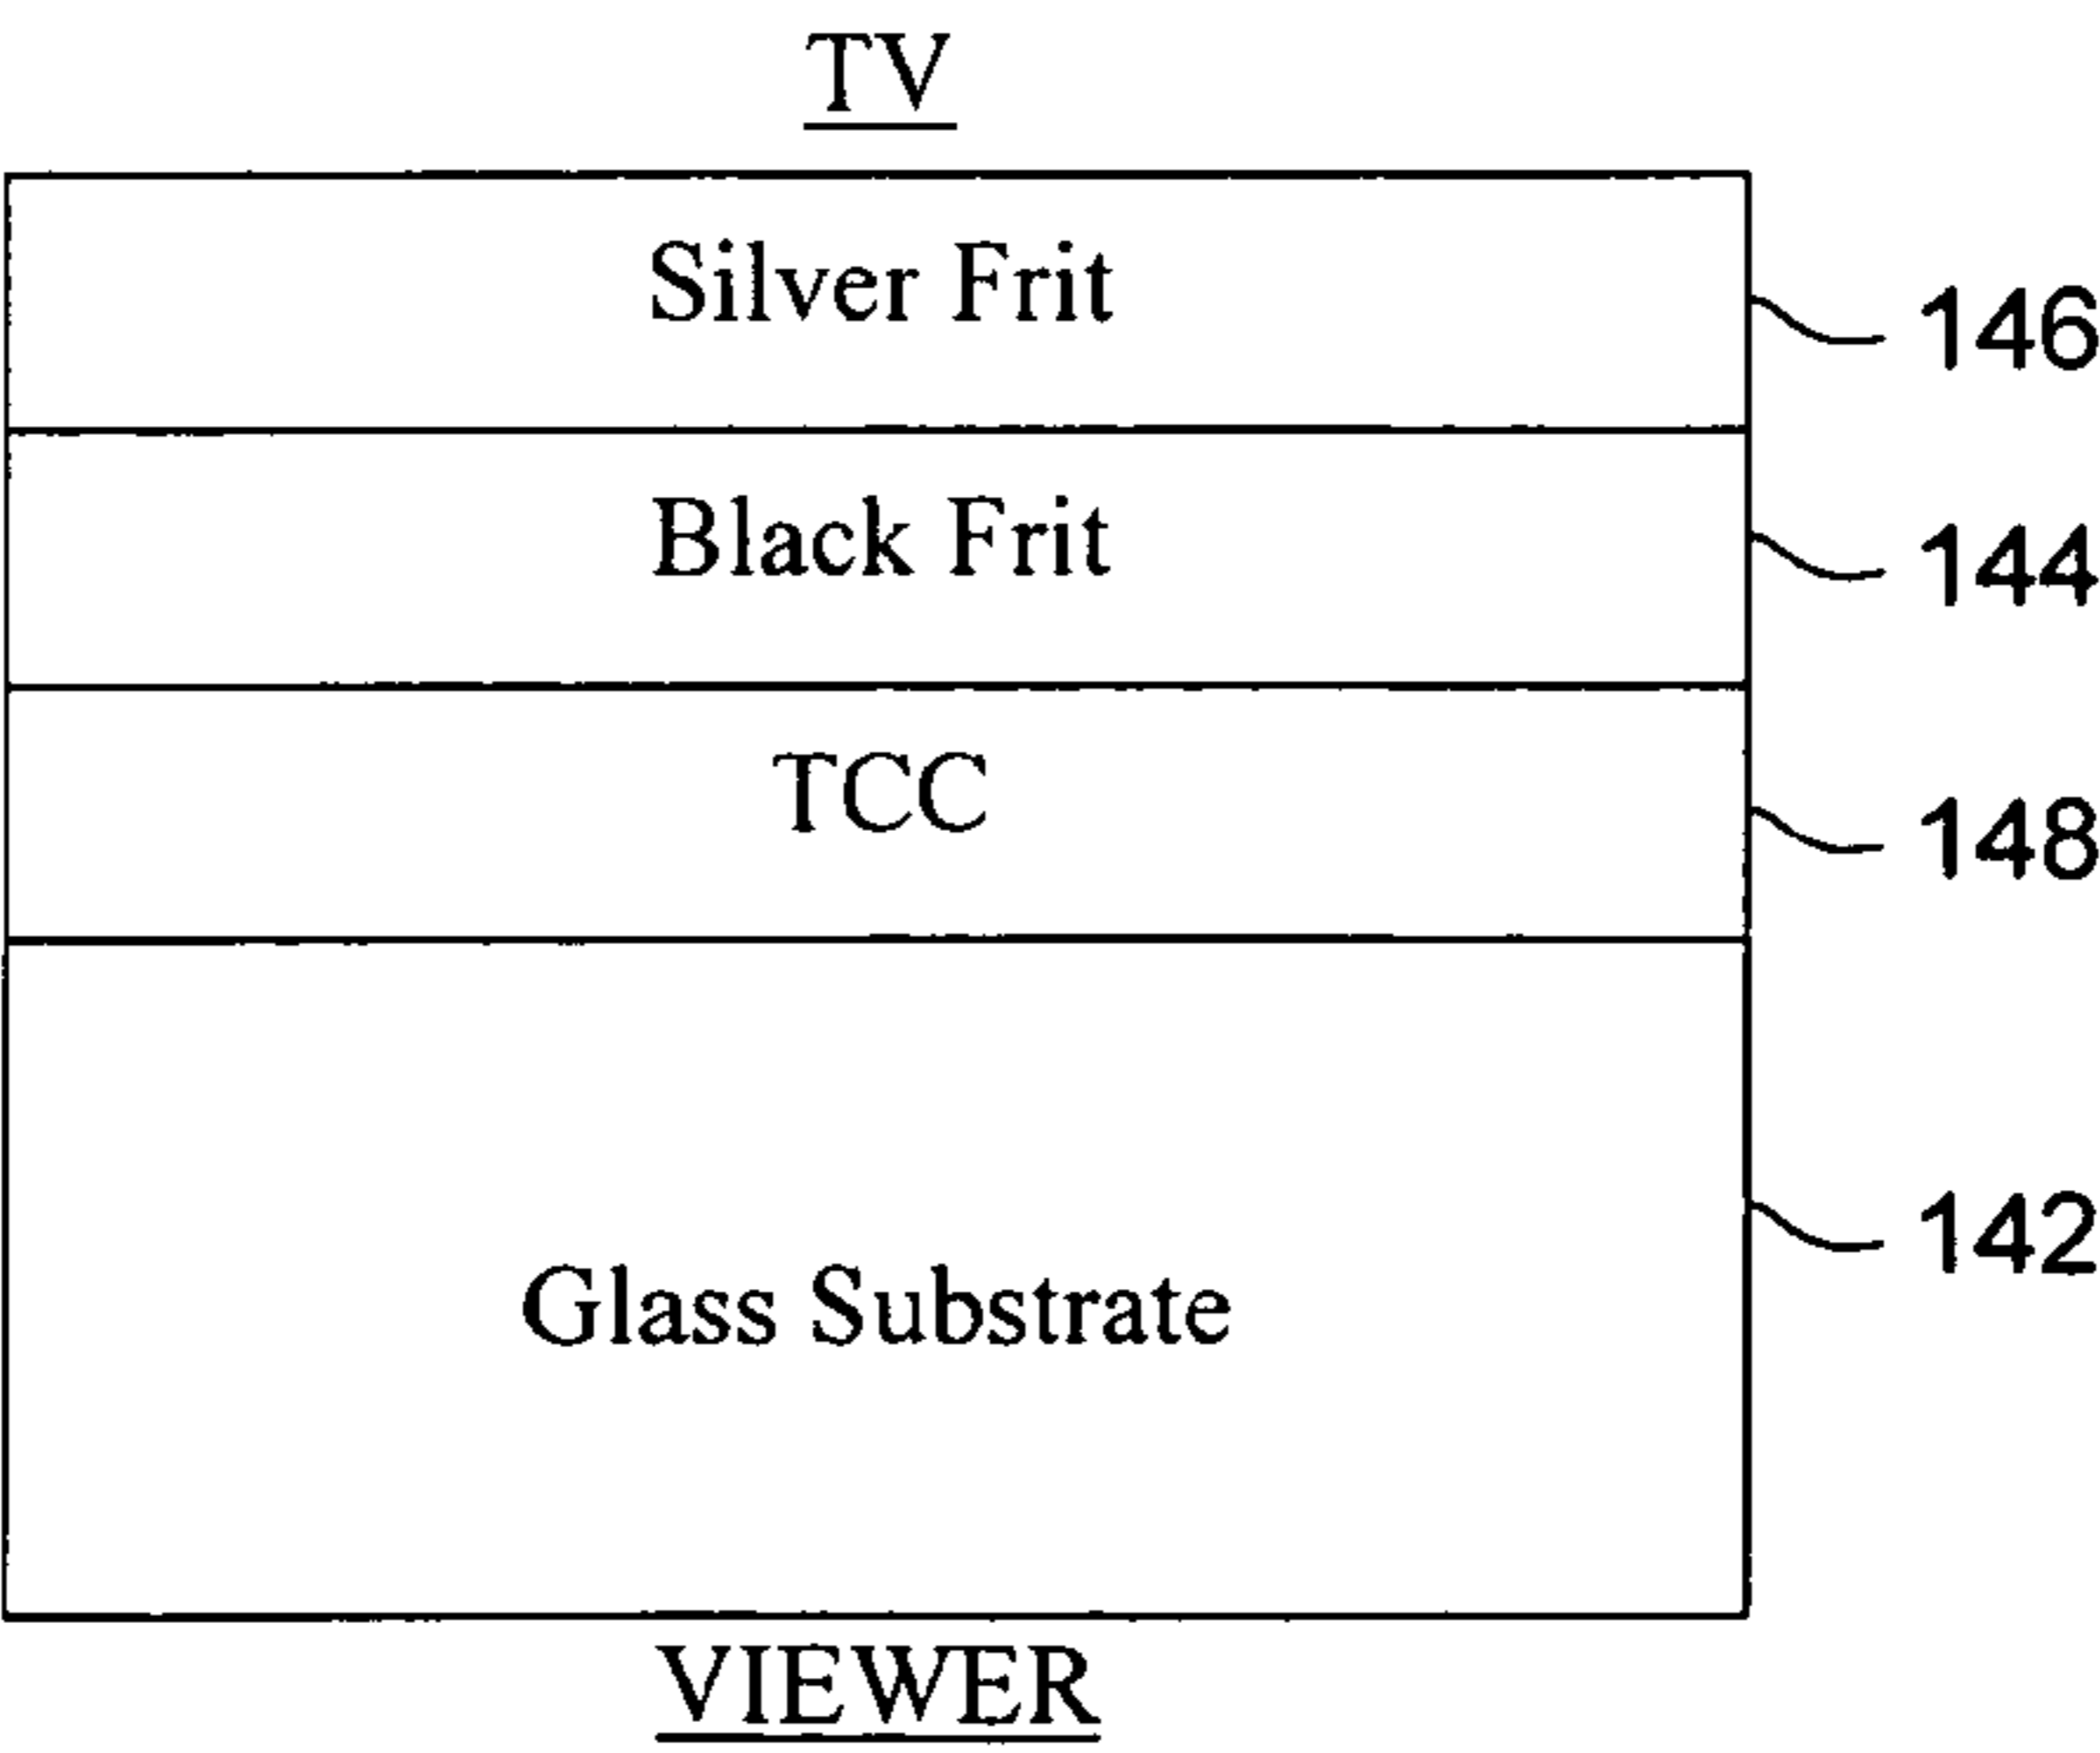 TV
Silver Frit
146
Black Frit
144
TCC
148
142
Glass Substrate
VIEWER